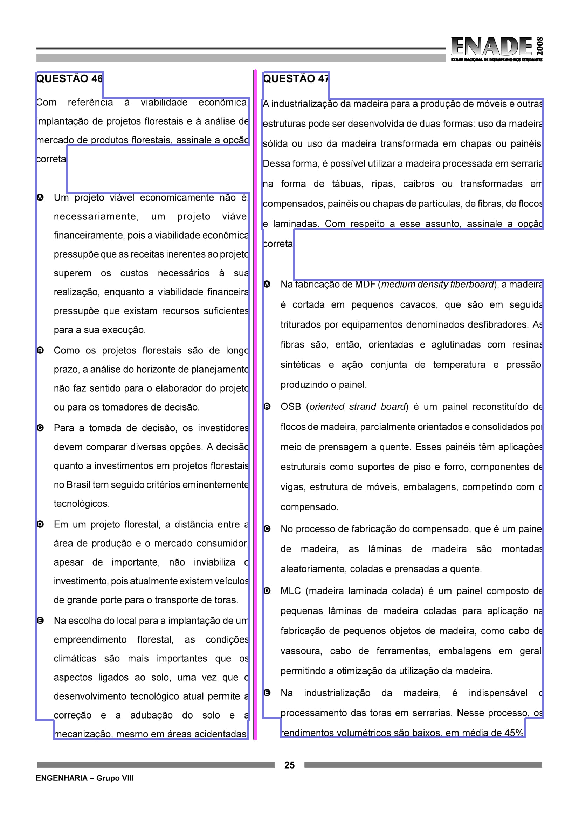 ENADE 2008
EXAME NACIONAL DE DESEMPENHO DOS ESTUDANTES
QUESTÃO 46
Com referência à viabilidade econômica
implantação de projetos florestais e à análise de
mercado de produtos florestais, assinale a opção
correta
A Um projeto viável economicamente não é,
necessariamente, um projeto viáve
financeiramente, pois a viabilidade econômica
pressupõe que as receitas inerentes ao projeto
superem os custos necessários à sua
realização, enquanto a viabilidade financeira
pressupõe que existam recursos suficientes
para a sua execução.
B Como os projetos florestais são de longo
prazo, a análise do horizonte de planejamento
não faz sentido para o elaborador do projeto
ou para os tomadores de decisão.
C Para a tomada de decisão, os investidores
devem comparar diversas opções. A decisão
quanto a investimentos em projetos florestais
no Brasil tem seguido critérios eminentemente
tecnológicos.
D Em um projeto florestal, a distância entre a
área de produção e o mercado consumidor,
apesar de importante, não inviabiliza o
investimento, pois atualmente existem veículos
de grande porte para o transporte de toras.
E Na escolha do local para a implantação de um
empreendimento florestal, as condições
climáticas são mais importantes que os
aspectos ligados ao solo, uma vez que o
desenvolvimento tecnológico atual permite a
correção e a adubação do solo e a
mecanização, mesmo em áreas acidentadas
QUESTÃO 47
A industrialização da madeira para a produção de móveis e outras
estruturas pode ser desenvolvida de duas formas: uso da madeira
sólida ou uso da madeira transformada em chapas ou painéis.
Dessa forma, é possível utilizar a madeira processada em serraria
na forma de tábuas, ripas, caibros ou transformadas em
compensados, painéis ou chapas de partículas, de fibras, de flocos
e laminadas. Com respeito a esse assunto, assinale a opção
correta
A Na fabricação de MDF (medium density fiberboard), a madeira
é cortada em pequenos cavacos, que são em seguida
triturados por equipamentos denominados desfibradores. As
fibras são, então, orientadas e aglutinadas com resinas
sintéticas e ação conjunta de temperatura e pressão,
produzindo o painel.
B OSB (oriented strand board) é um painel reconstituído de
flocos de madeira, parcialmente orientados e consolidados por
meio de prensagem a quente. Esses painéis têm aplicações
estruturais como suportes de piso e forro, componentes de
vigas, estrutura de móveis, embalagens, competindo com o
compensado.
C No processo de fabricação do compensado, que é um paine
de madeira, as lâminas de madeira são montadas
aleatoriamente, coladas e prensadas a quente.
D MLC (madeira laminada colada) é um painel composto de
pequenas lâminas de madeira coladas para aplicação na
fabricação de pequenos objetos de madeira, como cabo de
vassoura, cabo de ferramentas, embalagens em geral,
permitindo a otimização da utilização da madeira.
E Na industrialização da madeira, é indispensável o
processamento das toras em serrarias. Nesse processo, os
rendimentos volumétricos são baixos, em média de 45%
25
ENGENHARIA – Grupo VIII